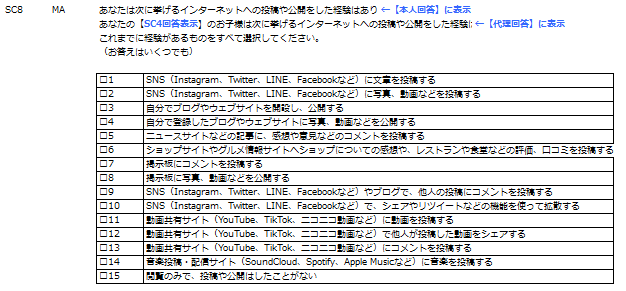 SC8 MA あなたは次に挙げるインターネットへの投稿や公開をした経験はあり ←【本人回答】に表示
あなたの【SC4回答表示】のお子様は次に挙げるインターネットへの投稿や公開した経験に ←【代理回答】に表示
これまでに経験があるものをすべて選択してください。
（お答えはいくつでも）
□1 SNS（Instagram、Twitter、LINE、Facebookなど）に文章を投稿する
□2 SNS（Instagram、Twitter、LINE、Facebookなど）に写真、動画などを投稿する
□3 自分でブログやウェブサイトを開設し、公開する
□4 自分で登録したブログやウェブサイトに写真、動画などを公開する
□5 ニュースサイトなどの記事に、感想や意見などのコメントを投稿する
□6 ショップサイトやグルメ情報サイトへショップについての感想や、レストランや食堂などの評価、口コミを投稿する
□7 掲示板にコメントを投稿する
□8 掲示板に写真、動画などを公開する
□9 SNS（Instagram、Twitter、LINE、Facebookなど）やブログで、他人の投稿にコメントを投稿する
□10 SNS（Instagram、Twitter、LINE、Facebookなど）で、シェアやリツイートなどの機能を使って拡散する
□11 動画共有サイト（YouTube、TikTok、ニコニコ動画など）に動画を投稿する
□12 動画共有サイト（YouTube、TikTok、ニコニコ動画など）で他人が投稿した動画をシェアする
□13 動画共有サイト（YouTube、TikTok、ニコニコ動画など）にコメントを投稿する
□14 音楽投稿・配信サイト（SoundCloud、Spotify、Apple Musicなど）に音楽を投稿する
□15 閲覧のみで、投稿や公開はしたことがない